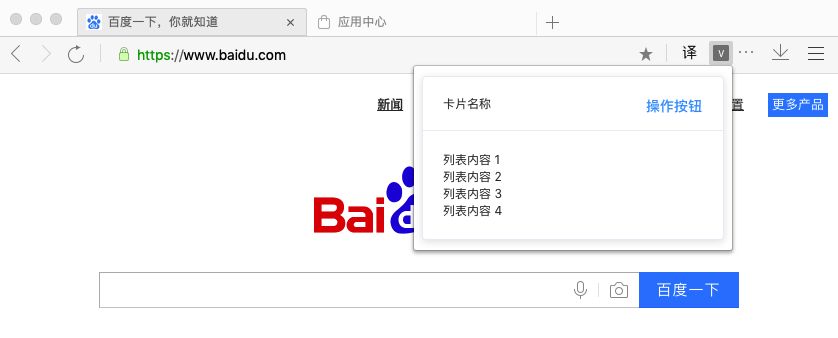 百度一下，你就知道
应用中心
https://www.baidu.com
译
V
新闻
置
更多产品
卡片名称
操作按钮
列表内容 1
列表内容 2
列表内容 3
列表内容 4
Bai
百度一下